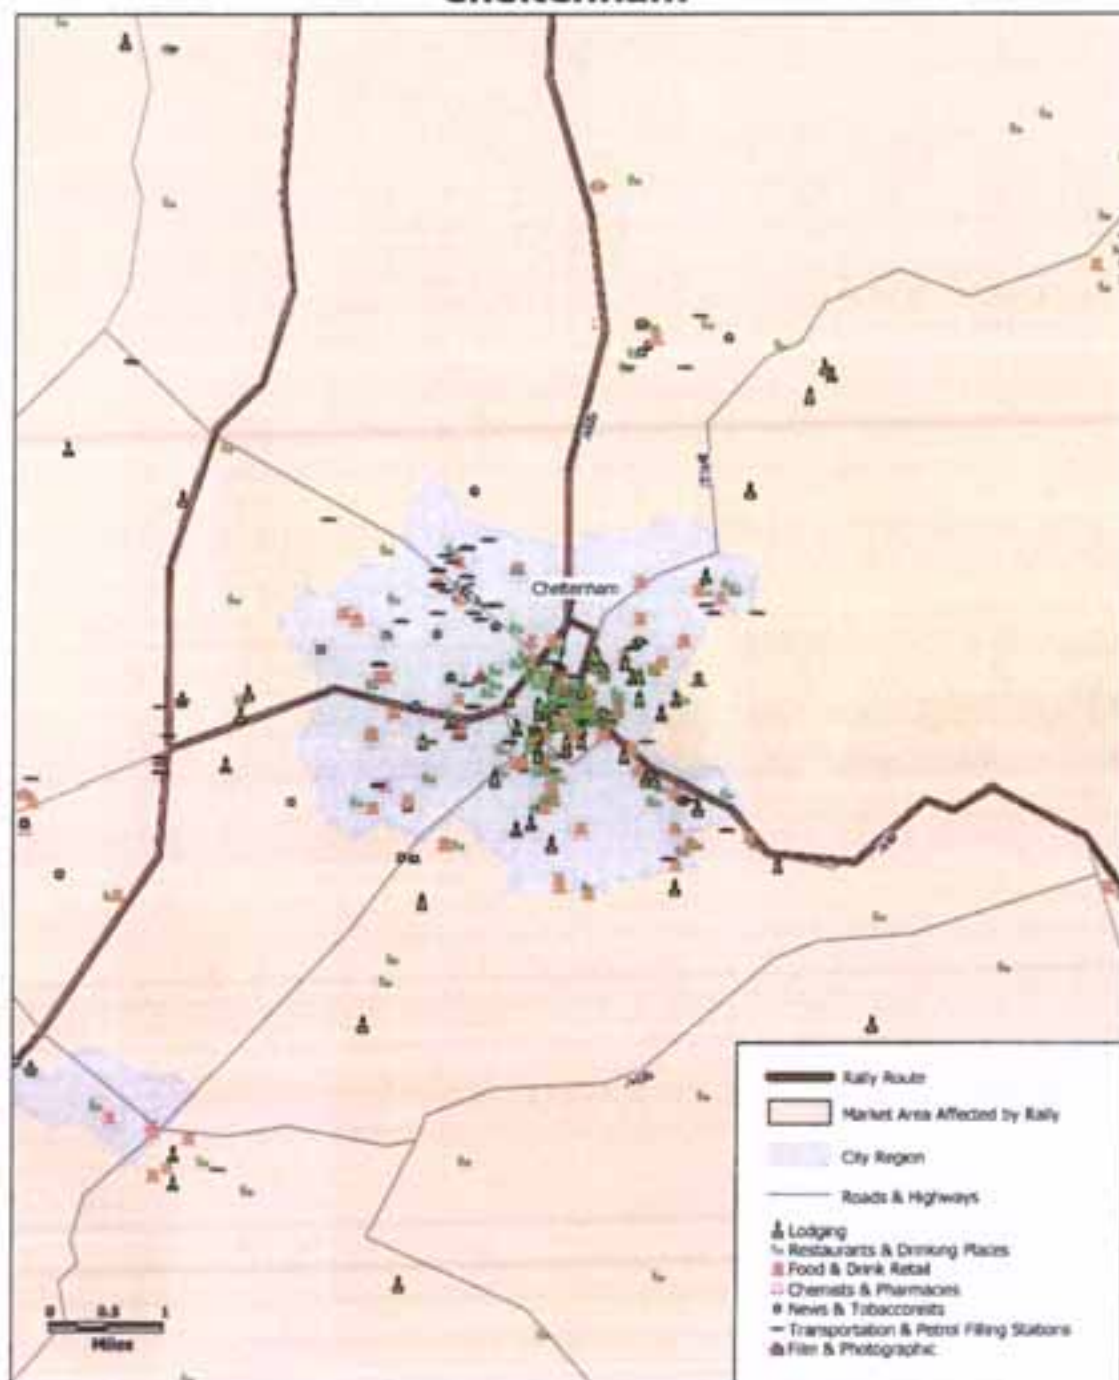 Cheltenham
Cheltenham
Rally Route
Market Area Affected by Rally
City Region
Roads & Highways
Lodging
Restaurants & Drinking Places
Food & Drink Retail
Chemists & Pharmacies
News & Tobacconists
Transportation & Petrol Filling Stations
Film & Photographic
0 0.5 1
Miles